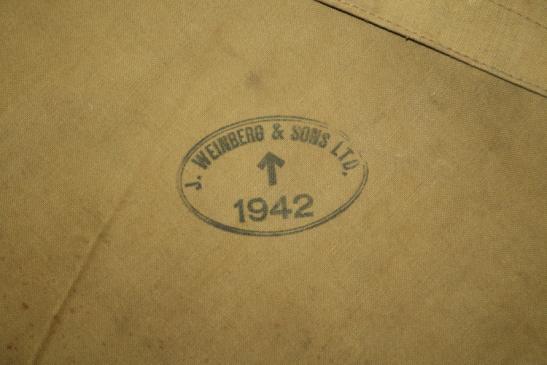 J. WEINBERG & SONS LTD.
1942